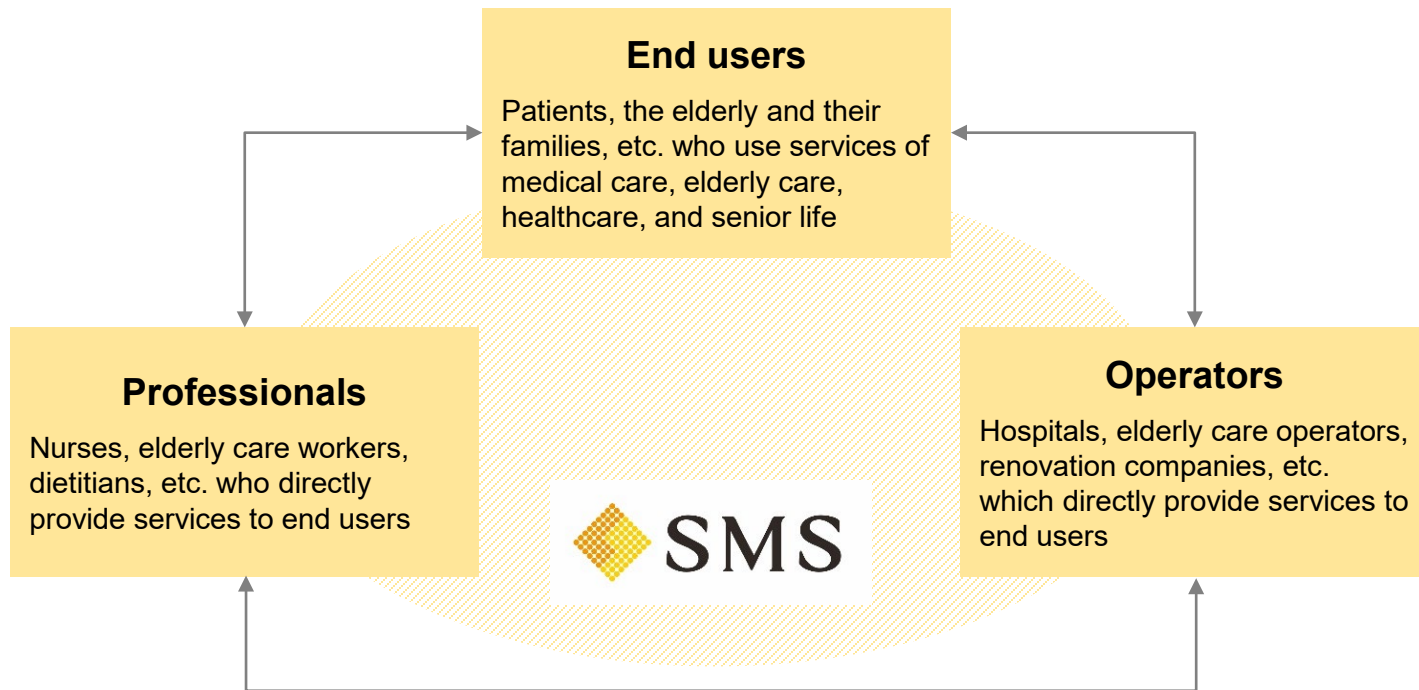 End users
Patients, the elderly and their
families, etc. who use services of
medical care, elderly care,
healthcare, and senior life
Professionals
Nurses, elderly care workers,
dietitians, etc. who directly
provide services to end users
Operators
Hospitals, elderly care operators,
renovation companies, etc.
which directly provide services to
end users
SMS